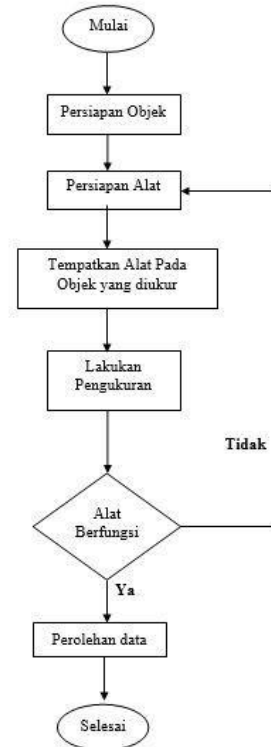 Mulai
Persiapan Objek
Persiapan Alat
Tempatkan Alat Pada
Objek yang diukur
Lakukan
Pengukuran
Tidak
Alat
Berfungsi
Ya
Perolehan data
Selesai